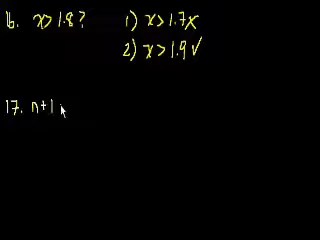 16. x > 1.8?   1) x > 1.7 x
2) x > 1.9 ✓
17. n+1